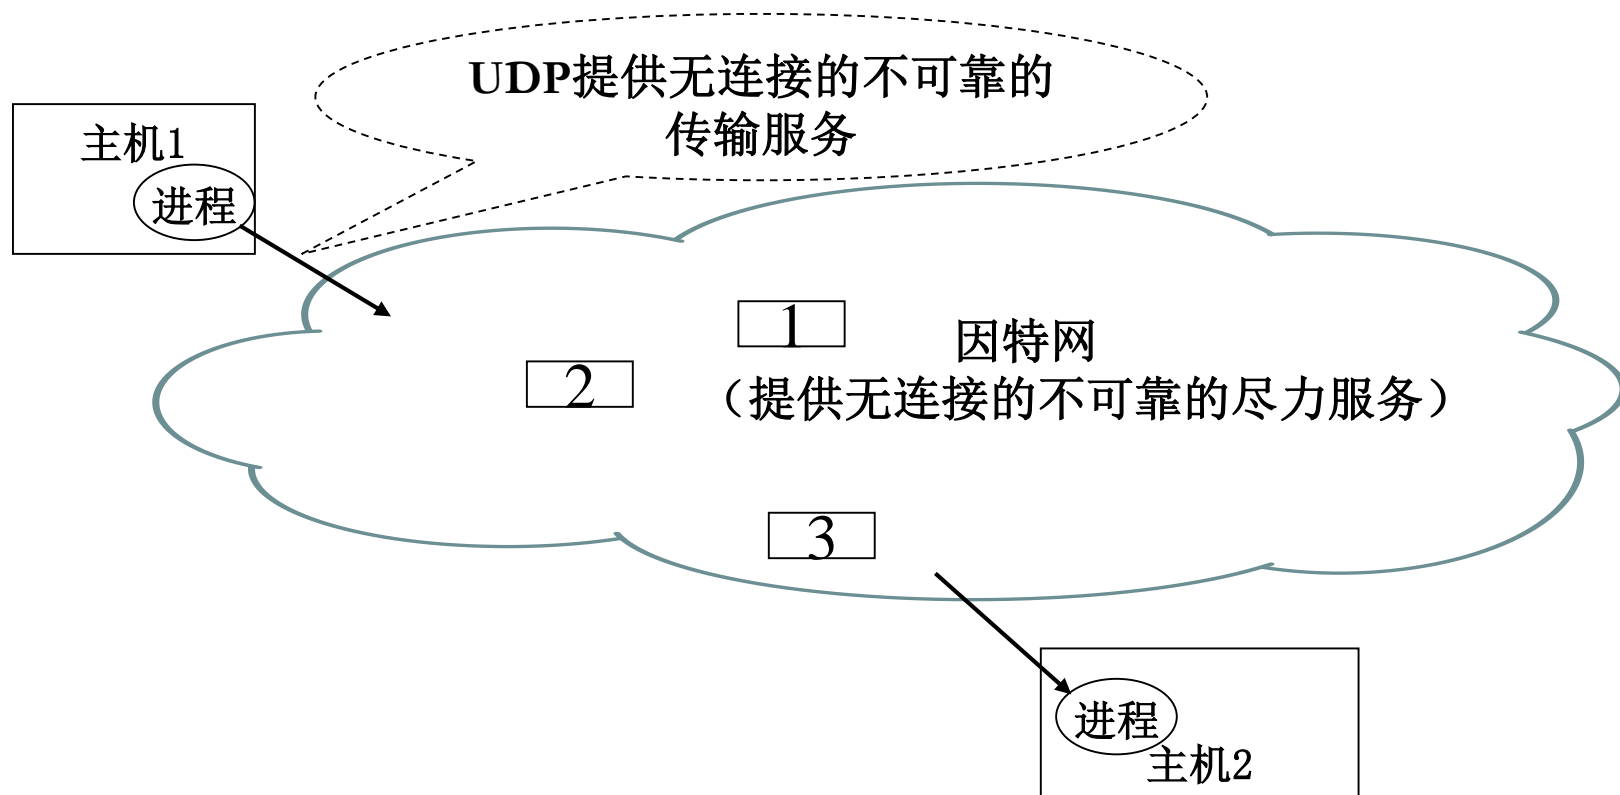 UDP提供无连接的不可靠的
传输服务
主机1
进程
1
因特网
2
（提供无连接的不可靠的尽力服务）
3
进程
主机2